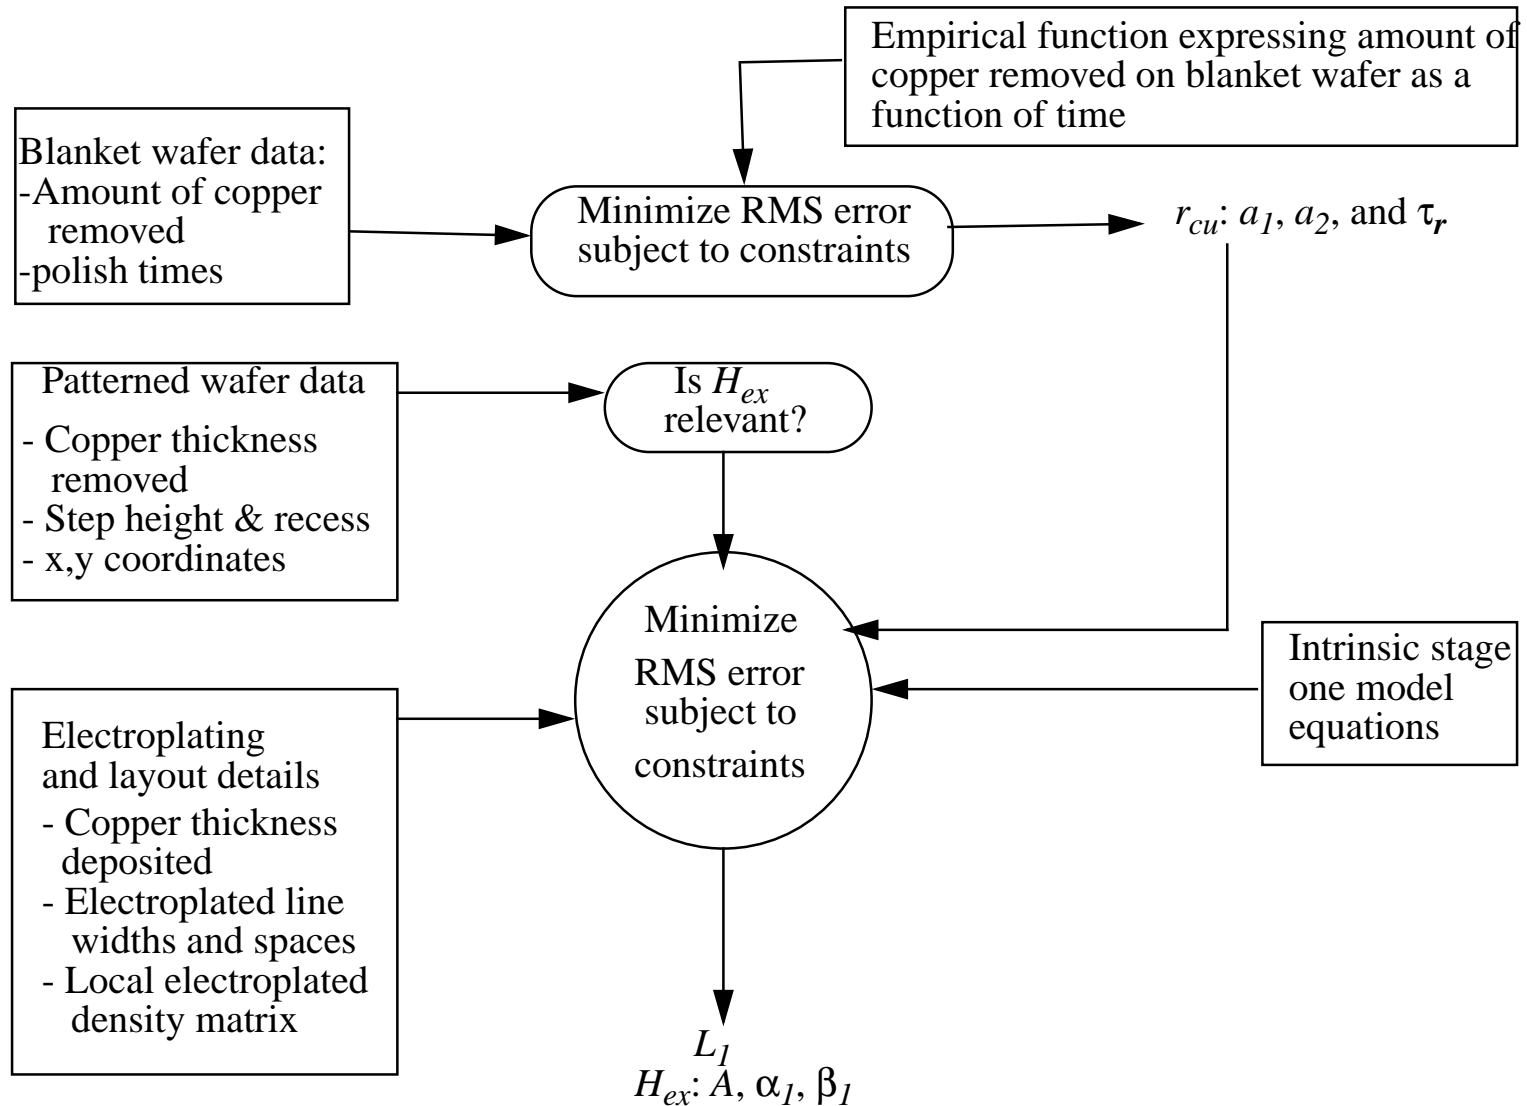 Empirical function expressing amount of
copper removed on blanket wafer as a
function of time
Blanket wafer data:
-Amount of copper
removed
-polish times
Minimize RMS error
subject to constraints
r_cu: a_1, a_2, and τ_r
Patterned wafer data
- Copper thickness
removed
- Step height & recess
- x,y coordinates
Is H_ex
relevant?
Minimize
RMS error
subject to
constraints
Intrinsic stage
one model
equations
Electroplating
and layout details
- Copper thickness
deposited
- Electroplated line
widths and spaces
- Local electroplated
density matrix
L_1
H_ex: A, α_1, β_1